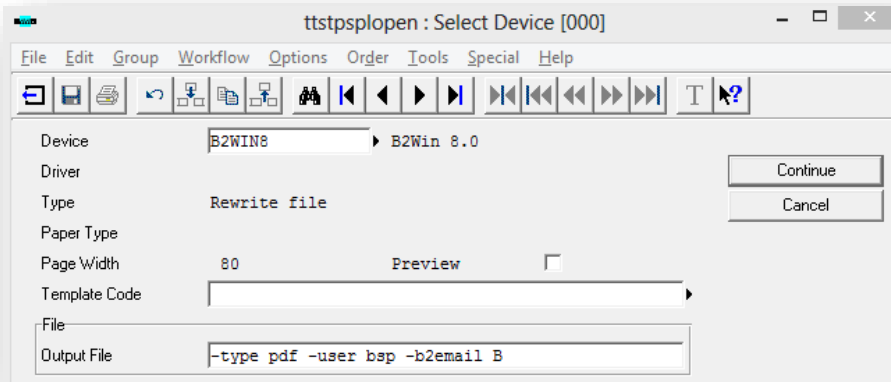 ttstpsplopen : Select Device [000]
File Edit Group Workflow Options Order Tools Special Help
T ?
Device B2WIN8 B2Win 8.0
Driver
Continue
Type Rewrite file
Cancel
Paper Type
Page Width 80 Preview
Template Code
File
Output File -type pdf -user bsp -b2email B